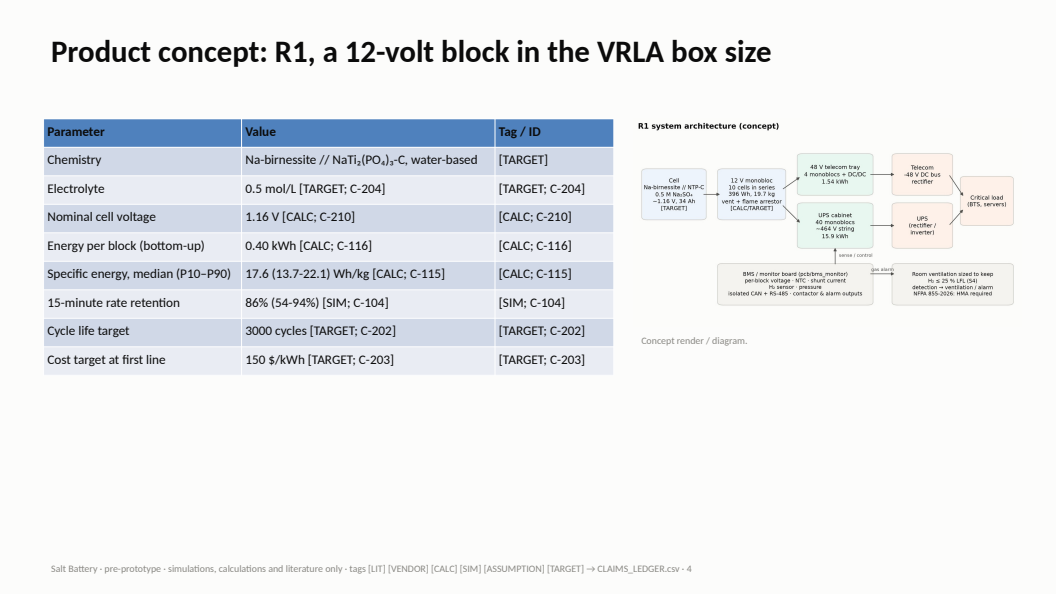 Product concept: R1, a 12-volt block in the VRLA box size
Parameter Value Tag / ID
Chemistry Na-birnessite // NaTi₂(PO₄)₃-C, water-based [TARGET]
Electrolyte 0.5 mol/L [TARGET; C-204] [TARGET; C-204]
Nominal cell voltage 1.16 V [CALC; C-210] [CALC; C-210]
Energy per block (bottom-up) 0.40 kWh [CALC; C-116] [CALC; C-116]
Specific energy, median (P10–P90) 17.6 (13.7-22.1) Wh/kg [CALC; C-115] [CALC; C-115]
15-minute rate retention 86% (54-94%) [SIM; C-104] [SIM; C-104]
Cycle life target 3000 cycles [TARGET; C-202] [TARGET; C-202]
Cost target at first line 150 $/kWh [TARGET; C-203] [TARGET; C-203]
R1 system architecture (concept)
Cell
Na-birnessite // NTP-C
0.5 M Na₂SO₄
~1.16 V, 34 Ah
[TARGET]
12 V monobloc
10 cells in series
396 Wh, 19.7 kg
vent + flame arrestor
[CALC/TARGET]
48 V telecom tray
4 monoblocs + DC/DC
1.54 kWh
Telecom
-48 V DC bus
rectifier
UPS cabinet
40 monoblocs
~464 V string
15.9 kWh
UPS
(rectifier /
inverter)
Critical load
(BTS, servers)
sense / control
BMS / monitor board (pcb/bms_monitor)
per-block voltage · NTC · shunt current
H₂ sensor · pressure
isolated CAN + RS-485 · contactor & alarm outputs
gas alarm
Room ventilation sized to keep
H₂ ≤ 25 % LFL (S4)
detection → ventilation / alarm
NFPA 855-2026: HMA required
Concept render / diagram.
Salt Battery · pre-prototype · simulations, calculations and literature only · tags [LIT] [VENDOR] [CALC] [SIM] [ASSUMPTION] [TARGET] → CLAIMS_LEDGER.csv · 4